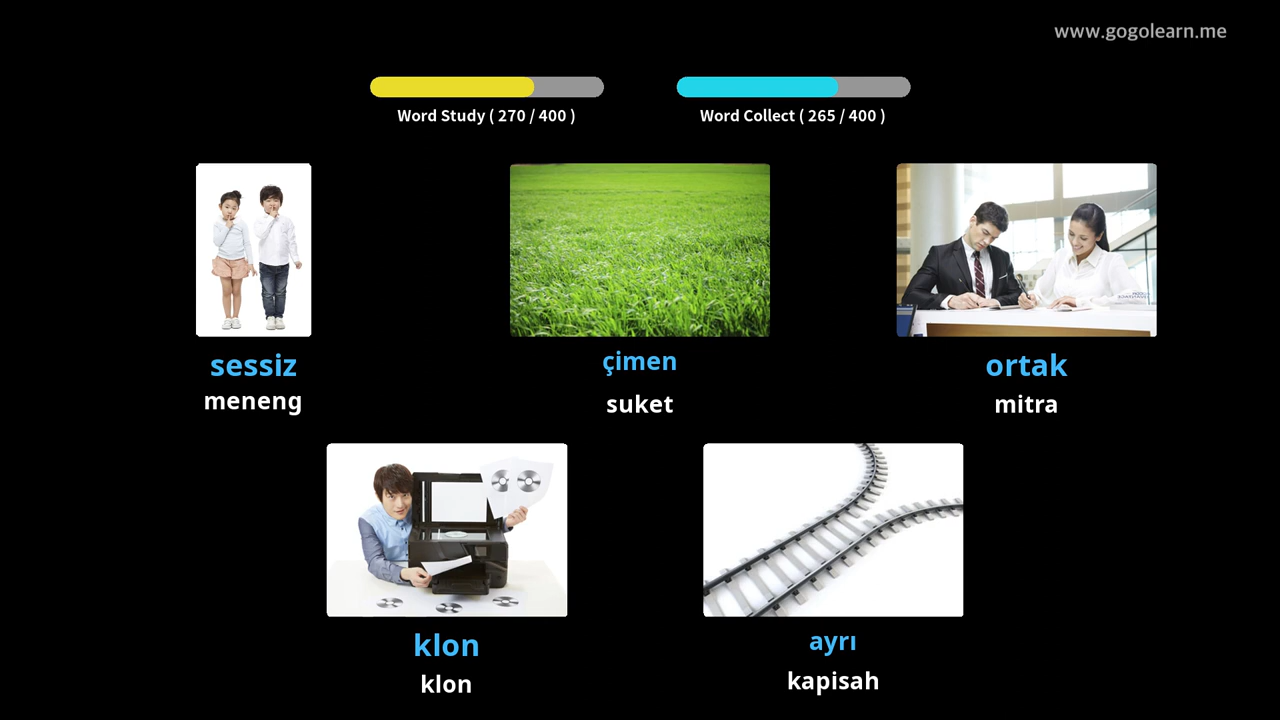 www.gogolearn.me
Word Study ( 270 / 400 )
Word Collect ( 265 / 400 )
sessiz
meneng
çimen
suket
ortak
mitra
klon
klon
ayrı
kapisah